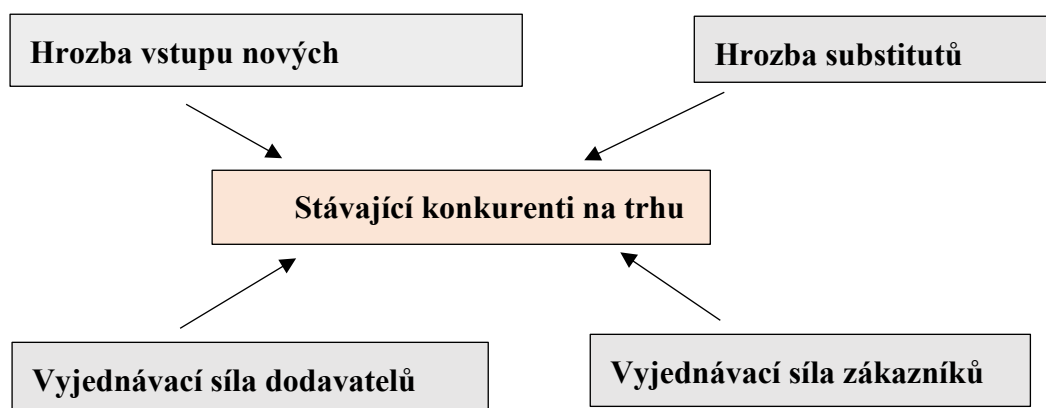 Hrozba vstupu nových
Hrozba substitutů
Stávající konkurenti na trhu
Vyjednávací síla dodavatelů
Vyjednávací síla zákazníků